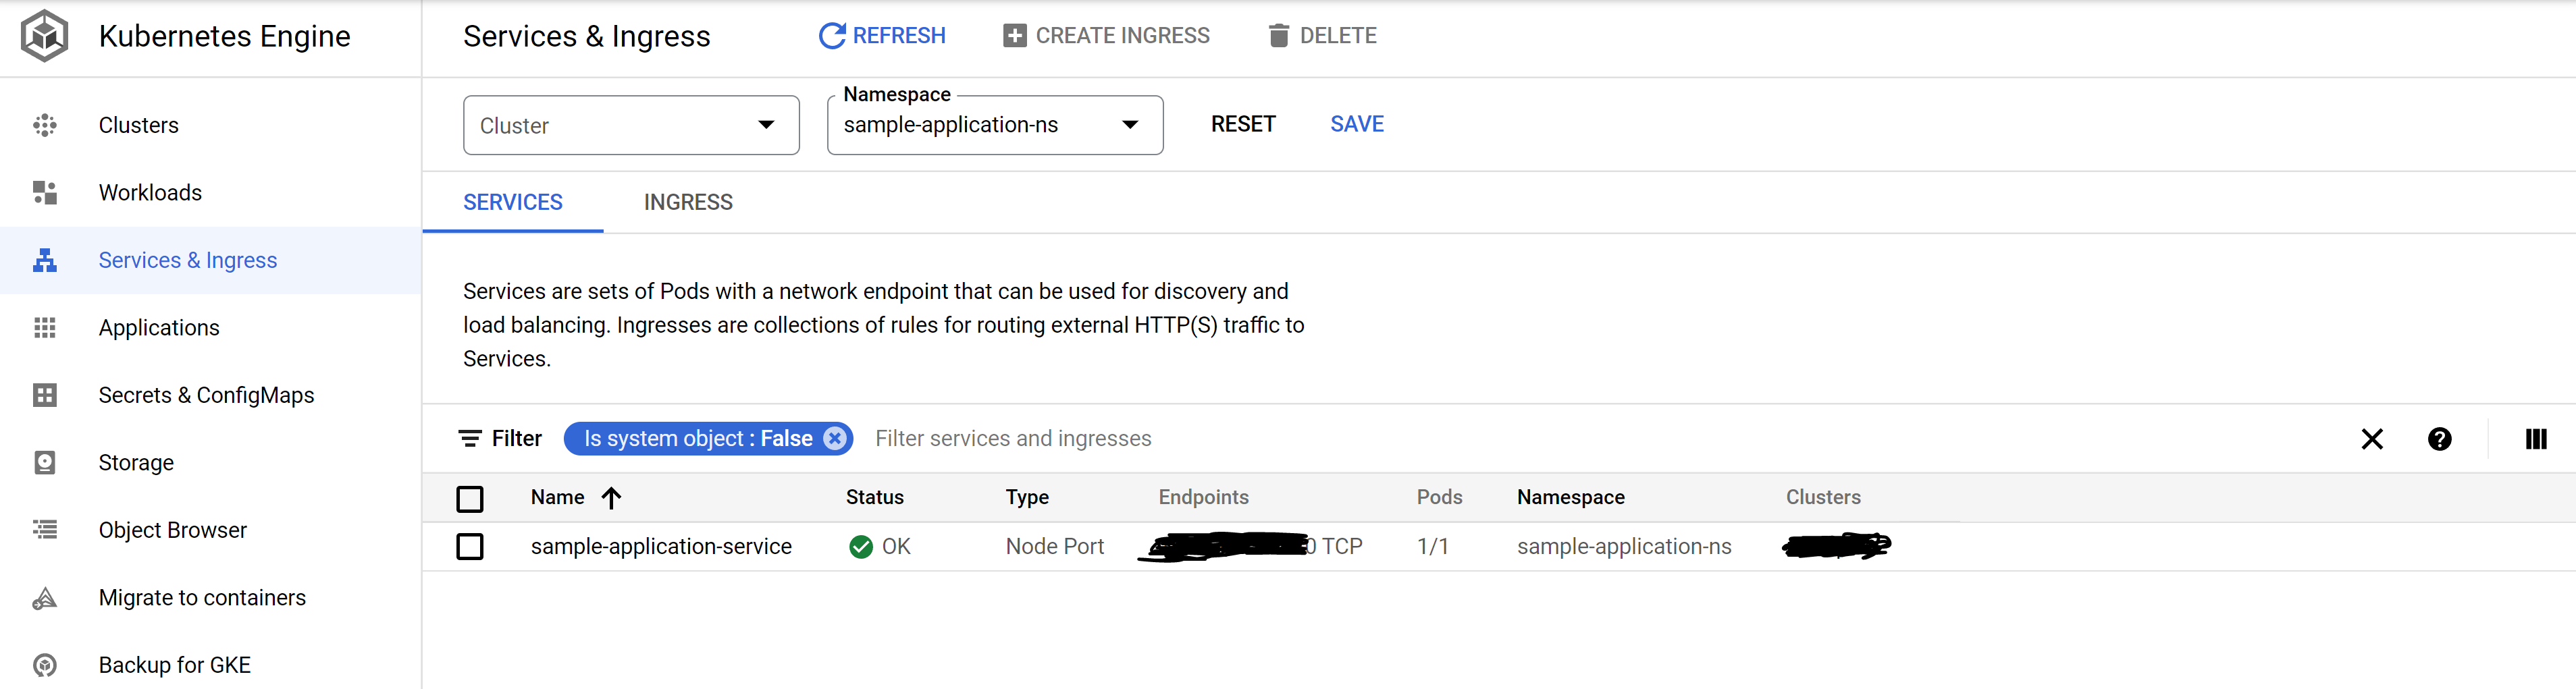 Kubernetes Engine
Services & Ingress
REFRESH
CREATE INGRESS
DELETE
Clusters
Workloads
Services & Ingress
Applications
Secrets & ConfigMaps
Storage
Object Browser
Migrate to containers
Backup for GKE
Cluster
Namespace
sample-application-ns
RESET
SAVE
SERVICES
INGRESS
Services are sets of Pods with a network endpoint that can be used for discovery and
load balancing. Ingresses are collections of rules for routing external HTTP(S) traffic to
Services.
Filter
Is system object : False
Filter services and ingresses
Name Status Type Endpoints Pods Namespace Clusters
sample-application-service OK Node Port 0 TCP 1/1 sample-application-ns